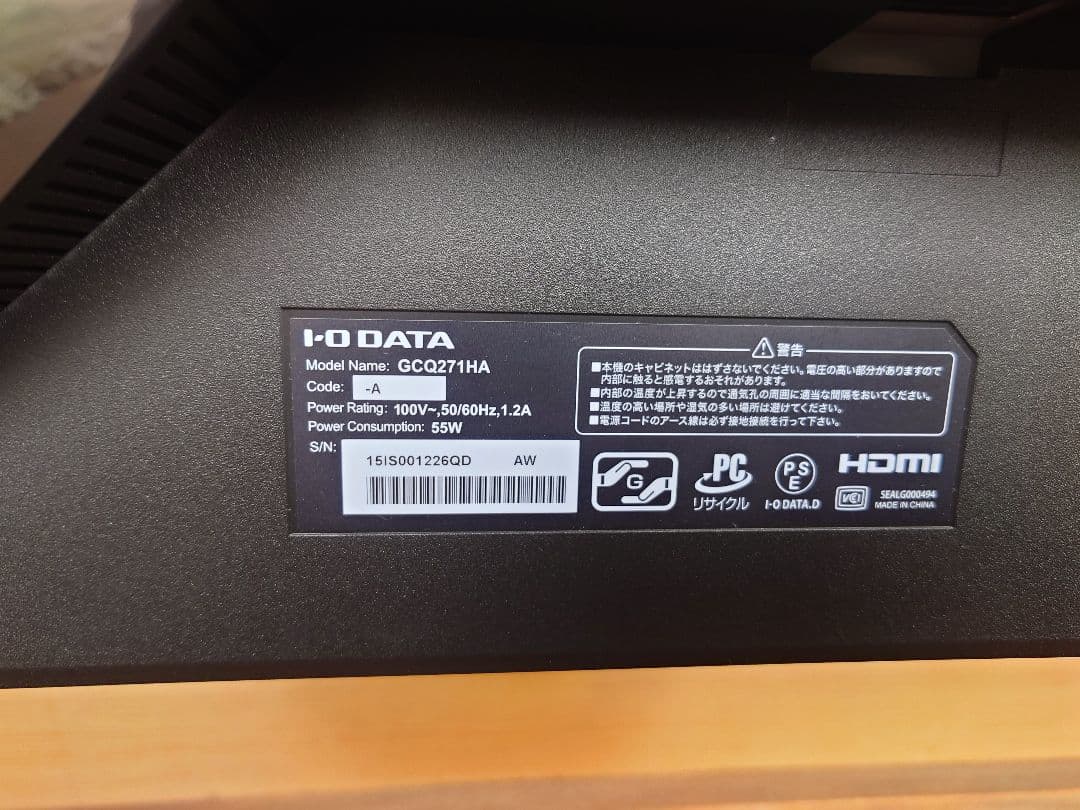 I-O DATA
Model Name: GCQ271HA
Code: -A
Power Rating: 100V~,50/60Hz,1.2A
Power Consumption: 55W
S/N:
15IS001226QD AW
⚠警告
■本機のキャビネットははずさないでください。電圧の高い部分がありますので
内部に触ると感電するおそれがあります。
■内部の温度が上昇するので通気孔の周囲に適当な間隔をおいてください。
■温度の高い場所や湿気の多い場所は避けてください。
■電源コードのアース線は必ず接地接続を行って下さい。
G
PC
リサイクル
PSE
I-O DATA.D
HDMI
VCI
SEALG000494
MADE IN CHINA